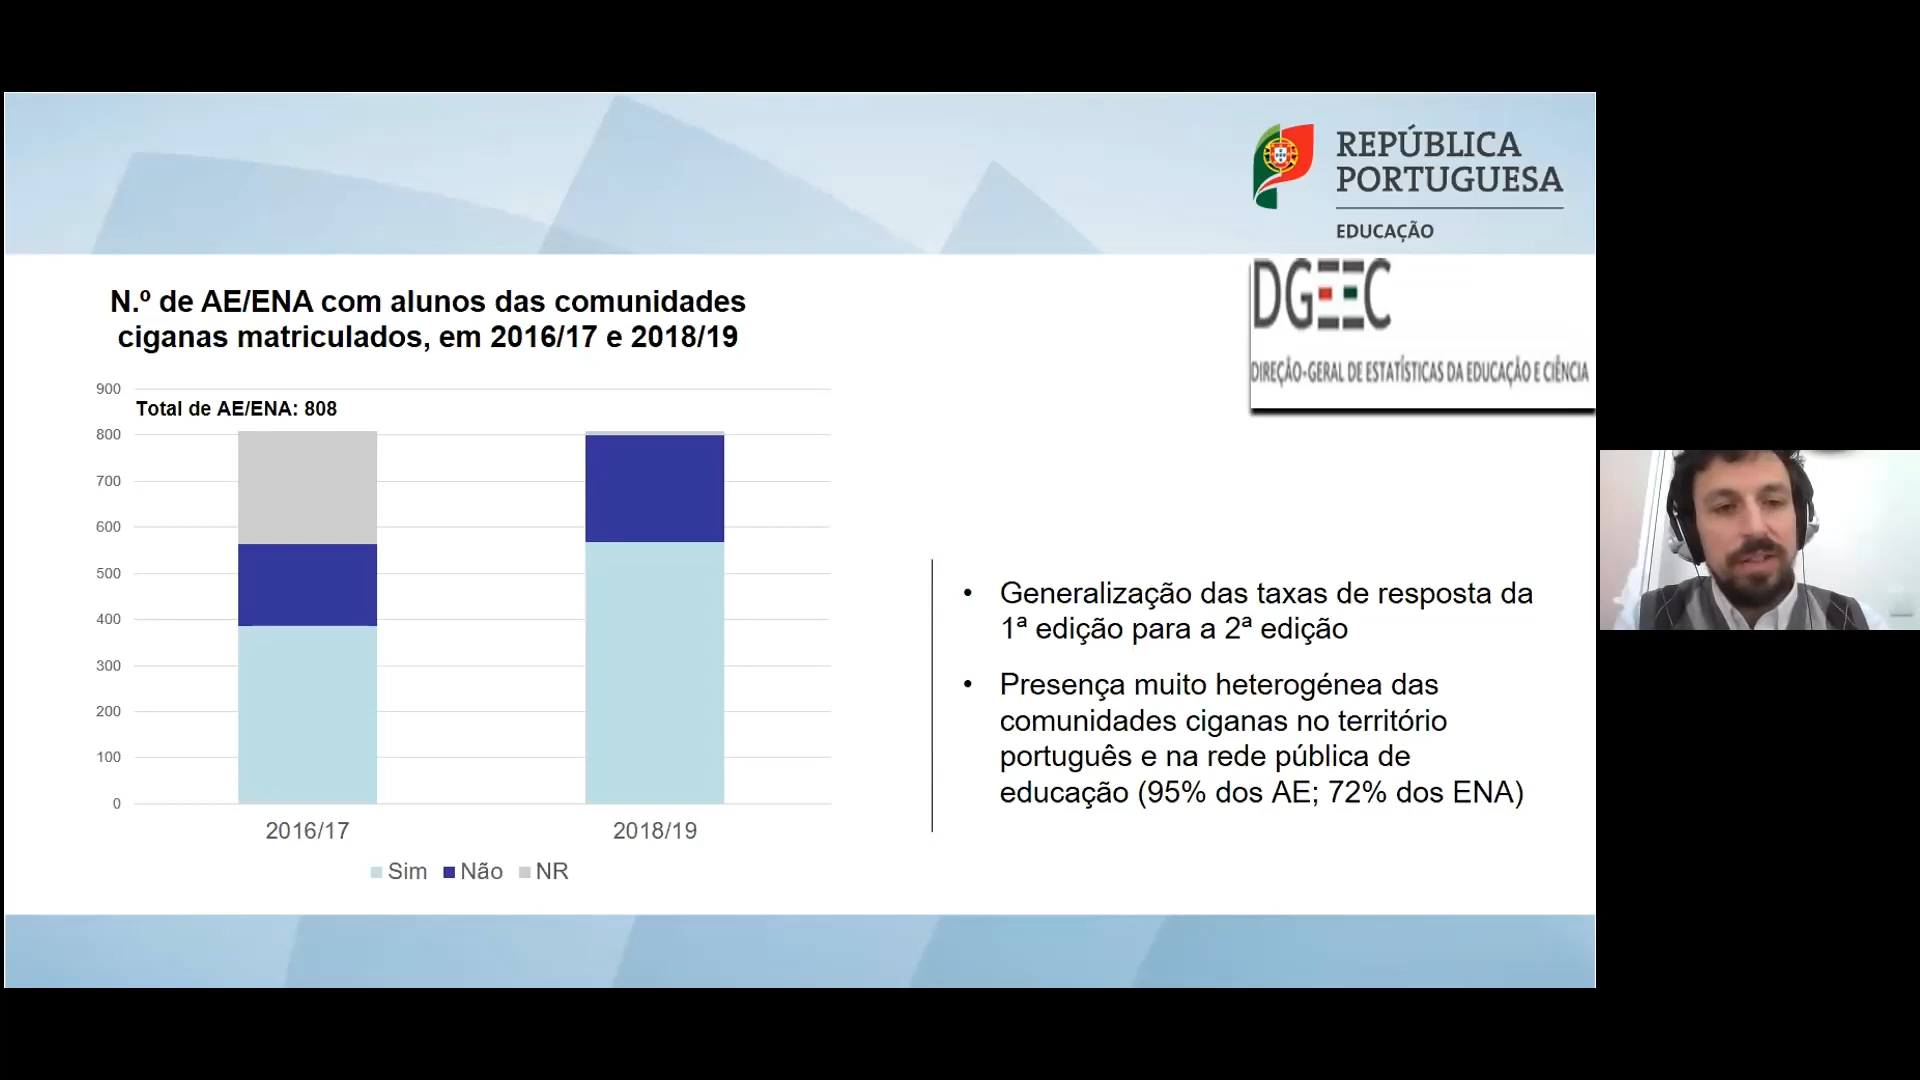 REPÚBLICA
PORTUGUESA
EDUCAÇÃO
DGEEC
DIREÇÃO-GERAL DE ESTATÍSTICAS DA EDUCAÇÃO E CIÊNCIA
N.º de AE/ENA com alunos das comunidades
ciganas matriculados, em 2016/17 e 2018/19
900
Total de AE/ENA: 808
800
700
600
500
400
300
200
100
0
2016/17
2018/19
Sim
Não
NR
• Generalização das taxas de resposta da
1ª edição para a 2ª edição
• Presença muito heterogénea das
comunidades ciganas no território
português e na rede pública de
educação (95% dos AE; 72% dos ENA)